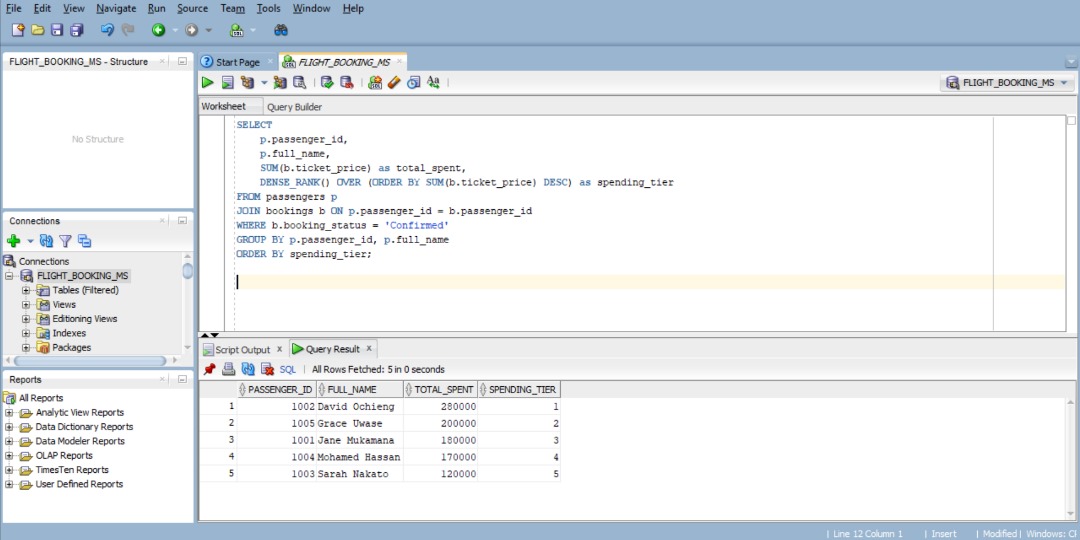 File Edit View Navigate Run Source Team Tools Window Help
FLIGHT_BOOKING_MS - Structure
No Structure
Start Page
FLIGHT_BOOKING_MS
FLIGHT_BOOKING_MS
Worksheet Query Builder
SELECT
p.passenger_id,
p.full_name,
SUM(b.ticket_price) as total_spent,
DENSE_RANK() OVER (ORDER BY SUM(b.ticket_price) DESC) as spending_tier
FROM passengers p
JOIN bookings b ON p.passenger_id = b.passenger_id
WHERE b.booking_status = 'Confirmed'
GROUP BY p.passenger_id, p.full_name
ORDER BY spending_tier;
Connections
Connections
FLIGHT_BOOKING_MS
Tables (Filtered)
Views
Editioning Views
Indexes
Packages
Reports
All Reports
Analytic View Reports
Data Dictionary Reports
Data Modeler Reports
OLAP Reports
TimesTen Reports
User Defined Reports
Script Output Query Result
SQL | All Rows Fetched: 5 in 0 seconds
PASSENGER_ID FULL_NAME TOTAL_SPENT SPENDING_TIER
1 1002 David Ochieng 280000 1
2 1005 Grace Uwase 200000 2
3 1001 Jane Mukamana 180000 3
4 1004 Mohamed Hassan 170000 4
5 1003 Sarah Nakato 120000 5
Line 12 Column 1 | Insert | Modified | Windows: C